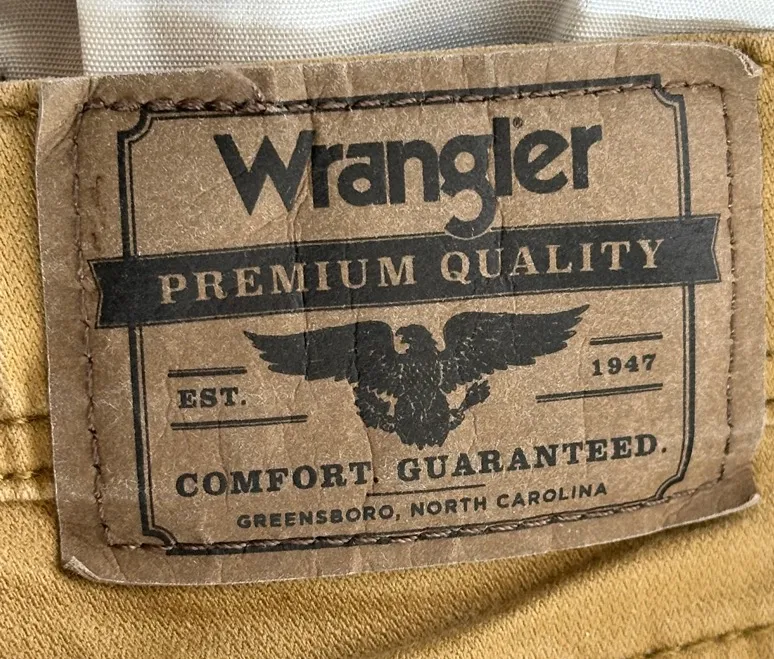 Wrangler®
PREMIUM QUALITY
EST. 1947
COMFORT. GUARANTEED.
GREENSBORO, NORTH CAROLINA